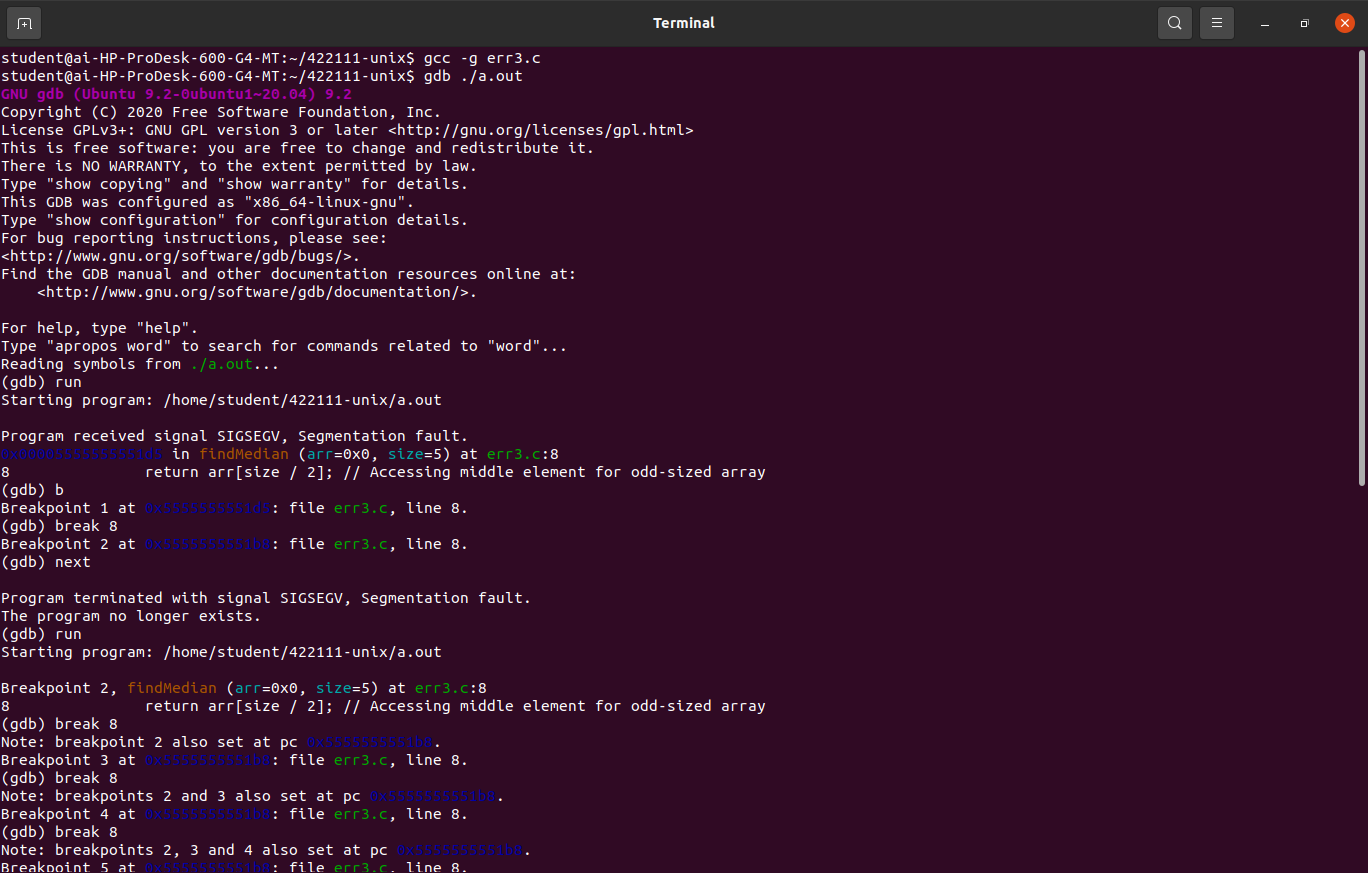 Terminal
student@ai-HP-ProDesk-600-G4-MT:~/422111-unix$ gcc -g err3.c
student@ai-HP-ProDesk-600-G4-MT:~/422111-unix$ gdb ./a.out
GNU gdb (Ubuntu 9.2-0ubuntu1~20.04) 9.2
Copyright (C) 2020 Free Software Foundation, Inc.
License GPLv3+: GNU GPL version 3 or later <http://gnu.org/licenses/gpl.html>
This is free software: you are free to change and redistribute it.
There is NO WARRANTY, to the extent permitted by law.
Type "show copying" and "show warranty" for details.
This GDB was configured as "x86_64-linux-gnu".
Type "show configuration" for configuration details.
For bug reporting instructions, please see:
<http://www.gnu.org/software/gdb/bugs/>.
Find the GDB manual and other documentation resources online at:
    <http://www.gnu.org/software/gdb/documentation/>.
For help, type "help".
Type "apropos word" to search for commands related to "word"...
Reading symbols from ./a.out...
(gdb) run
Starting program: /home/student/422111-unix/a.out
Program received signal SIGSEGV, Segmentation fault.
0x00005555555551d5 in findMedian (arr=0x0, size=5) at err3.c:8
8               return arr[size / 2]; // Accessing middle element for odd-sized array
(gdb) b
Breakpoint 1 at 0x5555555551d5: file err3.c, line 8.
(gdb) break 8
Breakpoint 2 at 0x5555555551b8: file err3.c, line 8.
(gdb) next
Program terminated with signal SIGSEGV, Segmentation fault.
The program no longer exists.
(gdb) run
Starting program: /home/student/422111-unix/a.out
Breakpoint 2, findMedian (arr=0x0, size=5) at err3.c:8
8               return arr[size / 2]; // Accessing middle element for odd-sized array
(gdb) break 8
Note: breakpoint 2 also set at pc 0x5555555551b8.
Breakpoint 3 at 0x5555555551b8: file err3.c, line 8.
(gdb) break 8
Note: breakpoints 2 and 3 also set at pc 0x5555555551b8.
Breakpoint 4 at 0x5555555551b8: file err3.c, line 8.
(gdb) break 8
Note: breakpoints 2, 3 and 4 also set at pc 0x5555555551b8.
Breakpoint 5 at 0x5555555551b8: file err3.c, line 8.